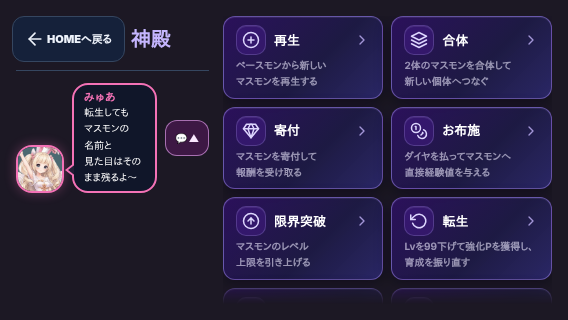 HOMEへ戻る
神殿
みゅあ
転生しても
マスモンの
名前と
見た目はその
まま残るよ〜
再生
ベースモンから新しい
マスモンを再生する
合体
2体のマスモンを合体して
新しい個体へつなぐ
寄付
マスモンを寄付して
報酬を受け取る
お布施
ダイヤを払ってマスモンへ
直接経験値を与える
限界突破
マスモンのレベル
上限を引き上げる
転生
Lvを99下げて強化Pを獲得し、
育成を振り直す